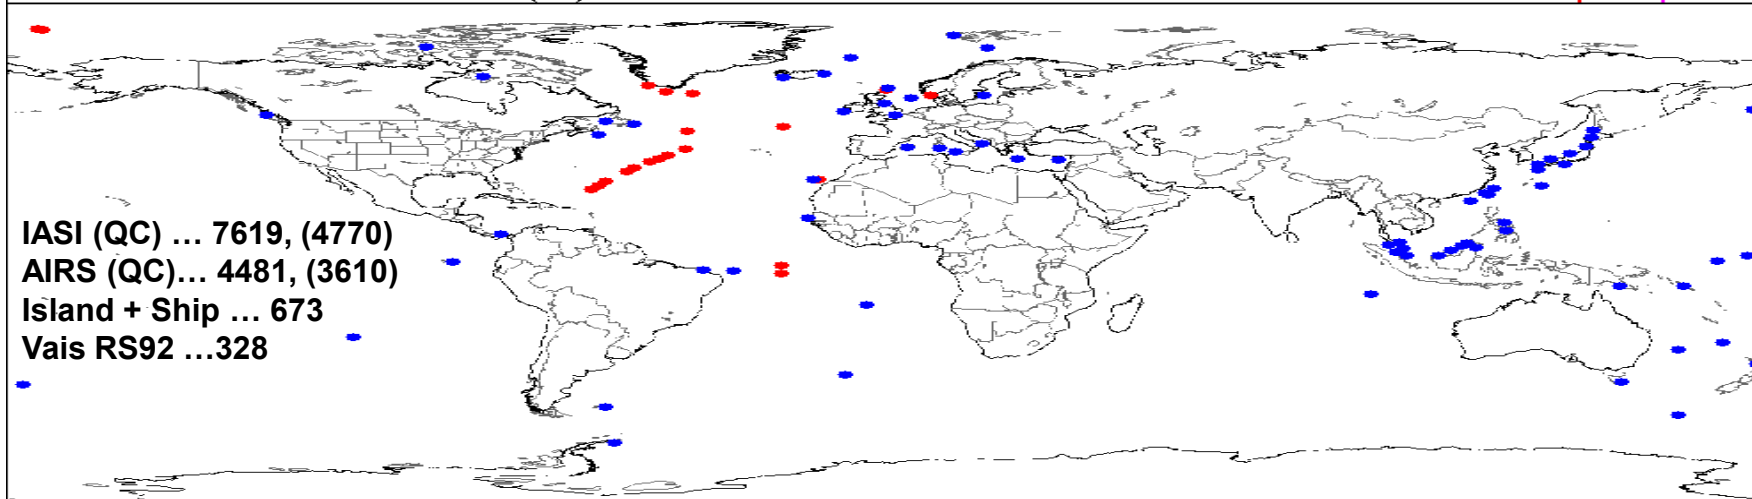 IASI (QC) … 7619, (4770)
AIRS (QC)… 4481, (3610)
Island + Ship … 673
Vais RS92 …328